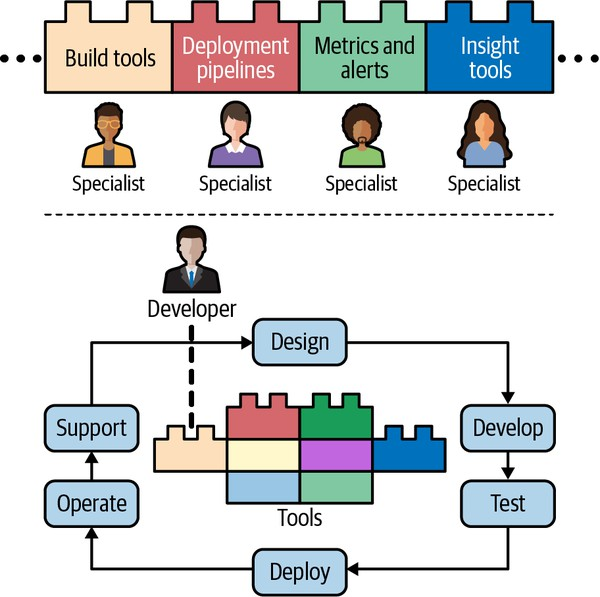 Build tools
Deployment
pipelines
Metrics and
alerts
Insight
tools
Specialist
Specialist
Specialist
Specialist
Developer
Design
Support
Develop
Operate
Test
Tools
Deploy